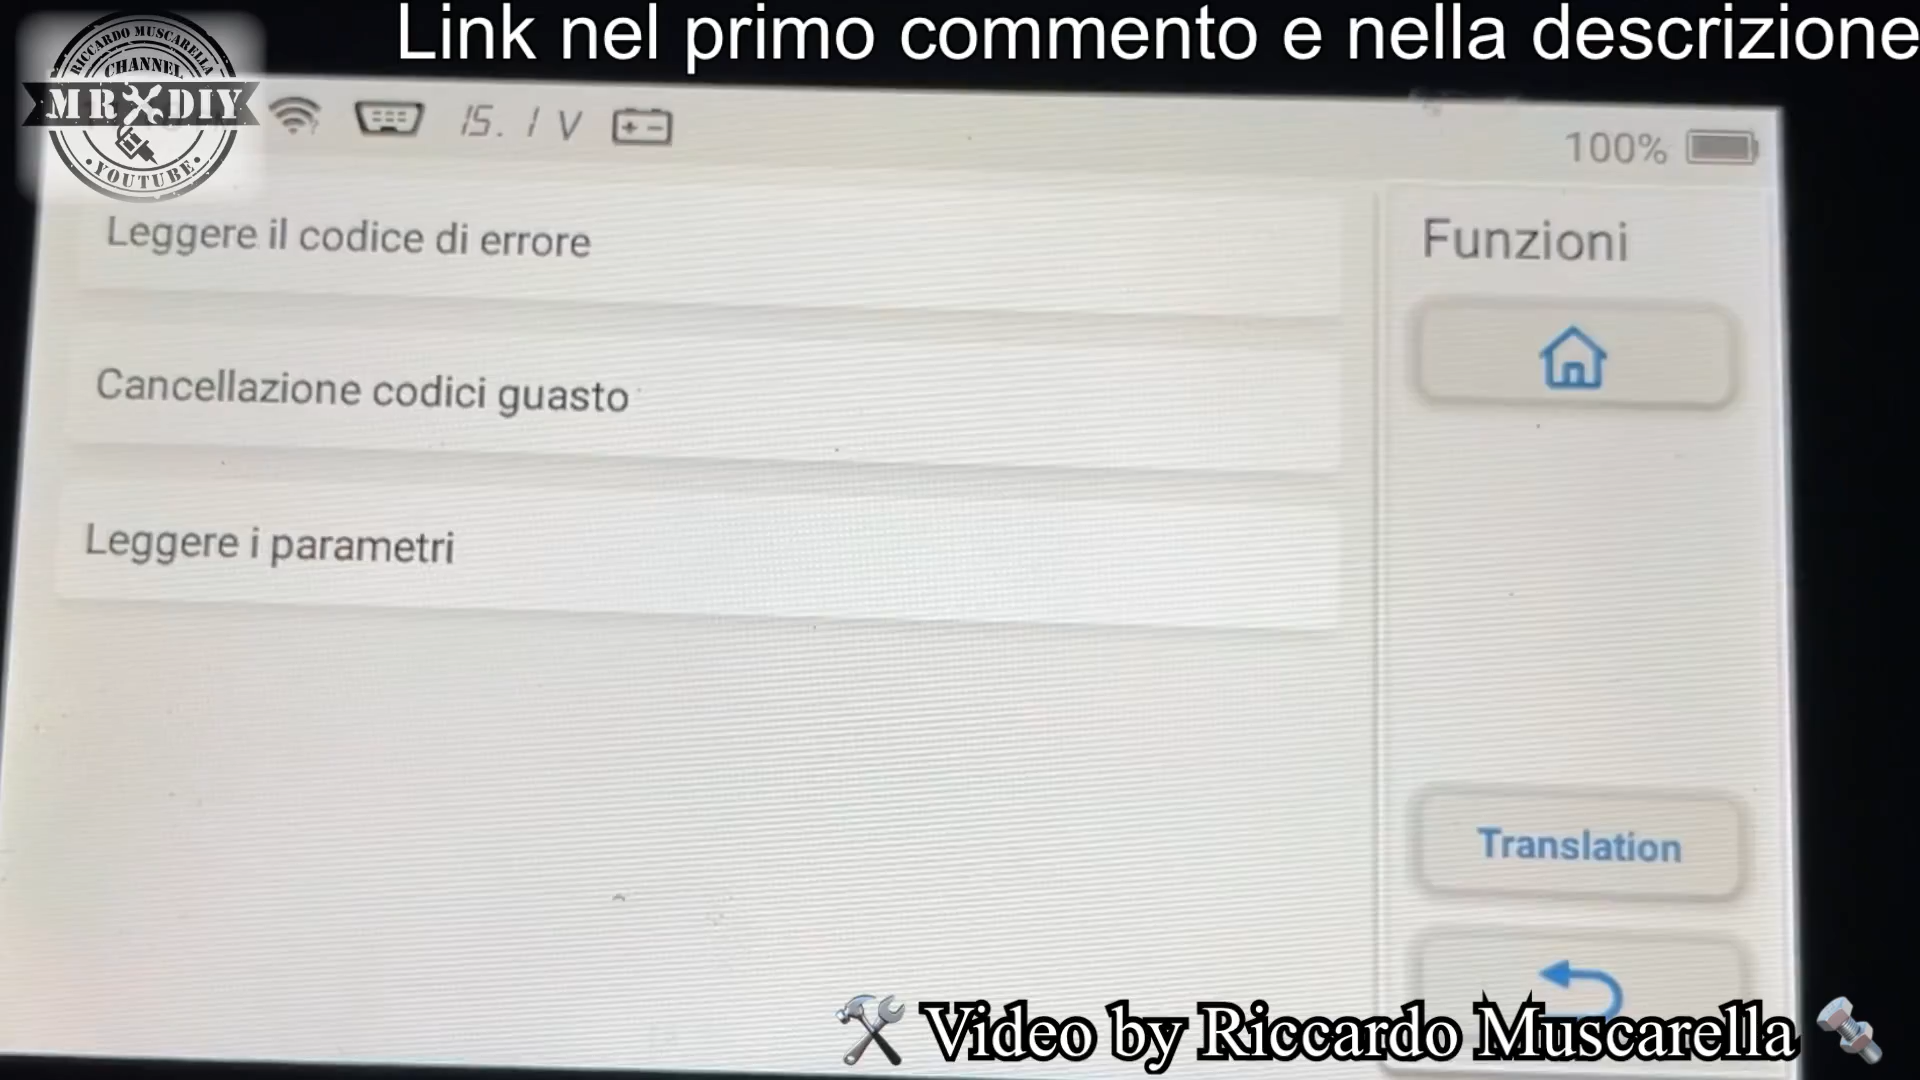 Link nel primo commento e nella descrizione
RICCARDO MUSCARELLA
CHANNEL
MR DIY
YOUTUBE
15.1 V
100%
Leggere il codice di errore
Funzioni
Cancellazione codici guasto
Leggere i parametri
Translation
Video by Riccardo Muscarella